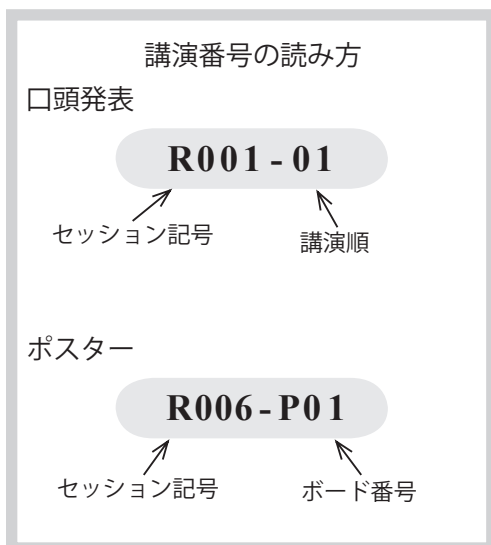 講演番号の読み方
口頭発表
R001-01
セッション記号 講演順
ポスター
R006-P01
セッション記号 ボード番号